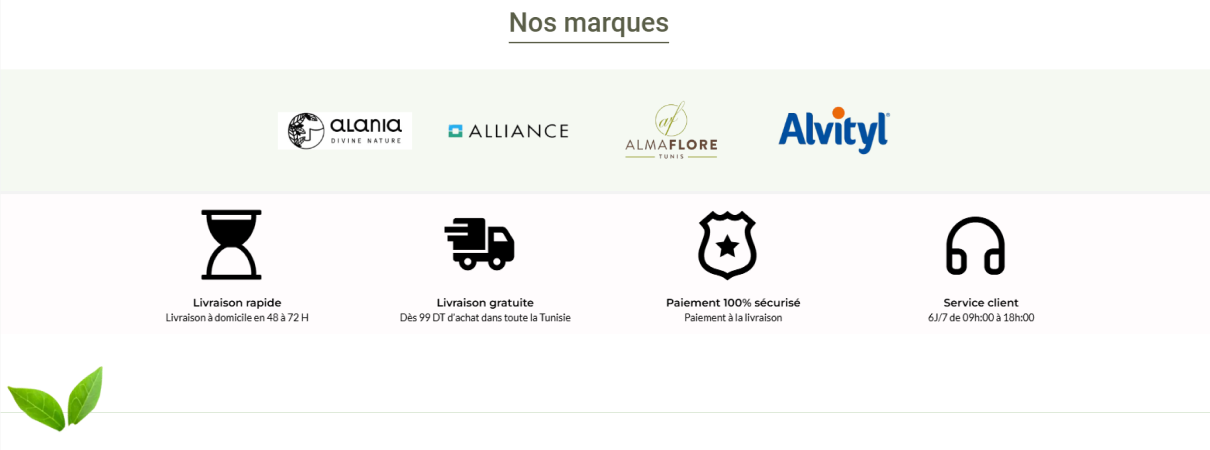 Nos marques
alania
DIVINE NATURE
ALLIANCE
af
ALMAFLORE
TUNIS
Alvityl®
Livraison rapide
Livraison à domicile en 48 à 72 H
Livraison gratuite
Dès 99 DT d'achat dans toute la Tunisie
Paiement 100% sécurisé
Paiement à la livraison
Service client
6J/7 de 09h:00 à 18h:00